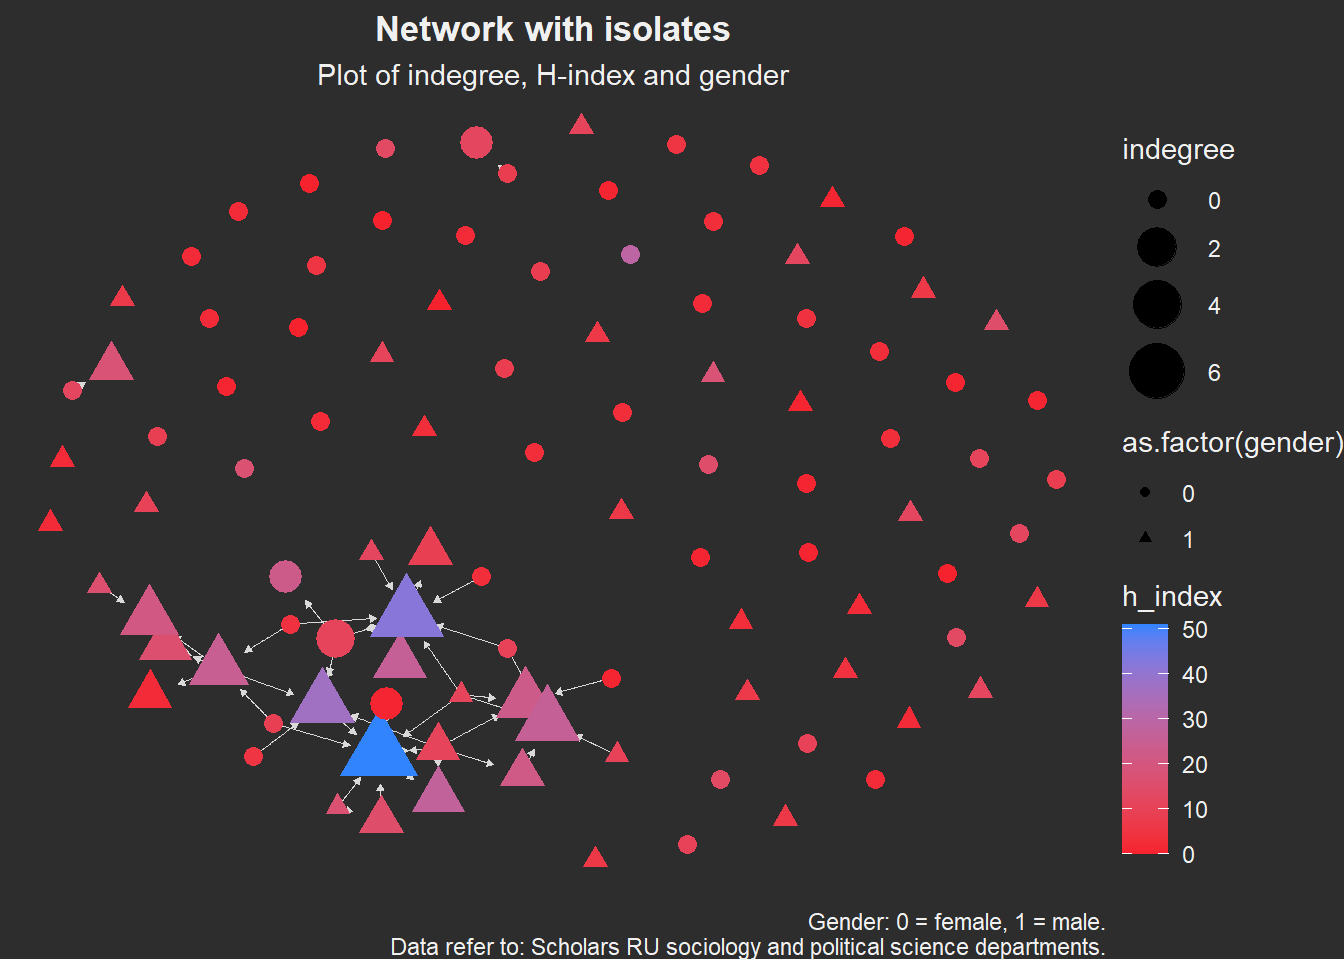 Network with isolates
Plot of indegree, H-index and gender
indegree
0
2
4
6
as.factor(gender)
0
1
h_index
50
40
30
20
10
0
Gender: 0 = female, 1 = male.
Data refer to: Scholars RU sociology and political science departments.